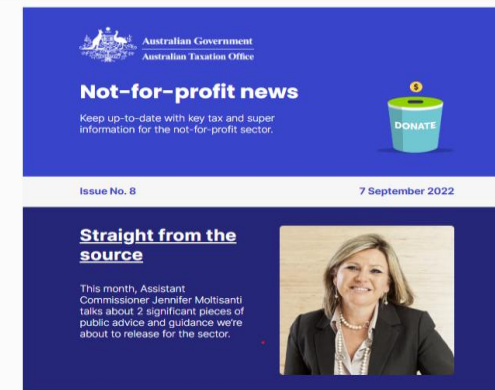 Australian Government
Australian Taxation Office
Not-for-profit news
Keep up-to-date with key tax and super
information for the not-for-profit sector.
DONATE
Issue No. 8
7 September 2022
Straight from the
source
This month, Assistant
Commissioner Jennifer Moltisanti
talks about 2 significant pieces of
public advice and guidance we're
about to release for the sector.